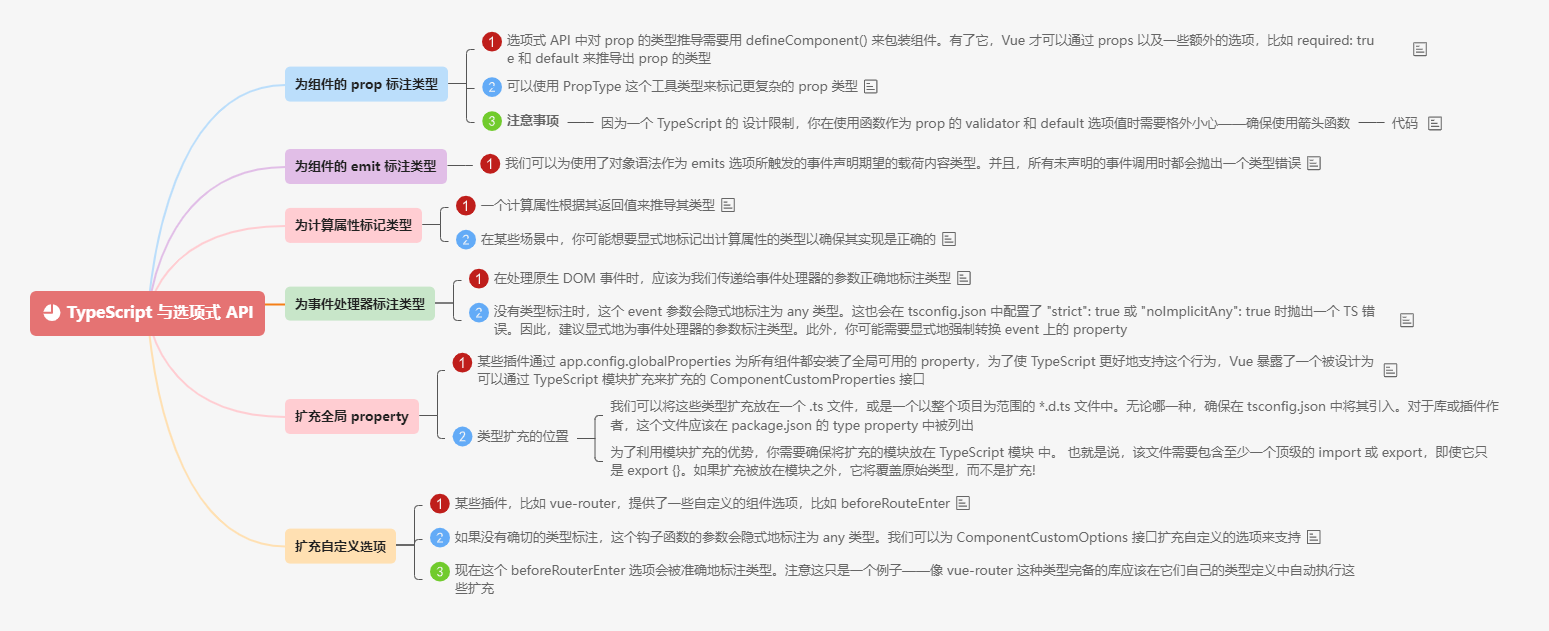 TypeScript 与选项式 API
为组件的 prop 标注类型
1 选项式 API 中对 prop 的类型推导需要用 defineComponent() 来包装组件。有了它，Vue 才可以通过 props 以及一些额外的选项，比如 required: tru
e 和 default 来推导出 prop 的类型
2 可以使用 PropType 这个工具类型来标记更复杂的 prop 类型
3 注意事项
因为一个 TypeScript 的 设计限制，你在使用函数作为 prop 的 validator 和 default 选项值时需要格外小心——确保使用箭头函数
代码
为组件的 emit 标注类型
1 我们可以为使用了对象语法作为 emits 选项所触发的事件声明期望的载荷内容类型。并且，所有未声明的事件调用时都会抛出一个类型错误
为计算属性标记类型
1 一个计算属性根据其返回值来推导其类型
2 在某些场景中，你可能想要显式地标记出计算属性的类型以确保其实现是正确的
为事件处理器标注类型
1 在处理原生 DOM 事件时，应该为我们传递给事件处理器的参数正确地标注类型
2 没有类型标注时，这个 event 参数会隐式地标注为 any 类型。这也会在 tsconfig.json 中配置了 "strict": true 或 "noImplicitAny": true 时抛出一个 TS 错
误。因此，建议显式地为事件处理器的参数标注类型。此外，你可能需要显式地强制转换 event 上的 property
扩充全局 property
1 某些插件通过 app.config.globalProperties 为所有组件都安装了全局可用的 property，为了使 TypeScript 更好地支持这个行为，Vue 暴露了一个被设计为
可以通过 TypeScript 模块扩充来扩充的 ComponentCustomProperties 接口
2 类型扩充的位置
我们可以将这些类型扩充放在一个 .ts 文件，或是一个以整个项目为范围的 *.d.ts 文件中。无论哪一种，确保在 tsconfig.json 中将其引入。对于库或插件作
者，这个文件应该在 package.json 的 type property 中被列出
为了利用模块扩充的优势，你需要确保将扩充的模块放在 TypeScript 模块 中。 也就是说，该文件需要包含至少一个顶级的 import 或 export，即使它只
是 export {}。如果扩充被放在模块之外，它将覆盖原始类型，而不是扩充!
扩充自定义选项
1 某些插件，比如 vue-router，提供了一些自定义的组件选项，比如 beforeRouteEnter
2 如果没有确切的类型标注，这个钩子函数的参数会隐式地标注为 any 类型。我们可以为 ComponentCustomOptions 接口扩充自定义的选项来支持
3 现在这个 beforeRouterEnter 选项会被准确地标注类型。注意这只是一个例子——像 vue-router 这种类型完备的库应该在它们自己的类型定义中自动执行这
些扩充